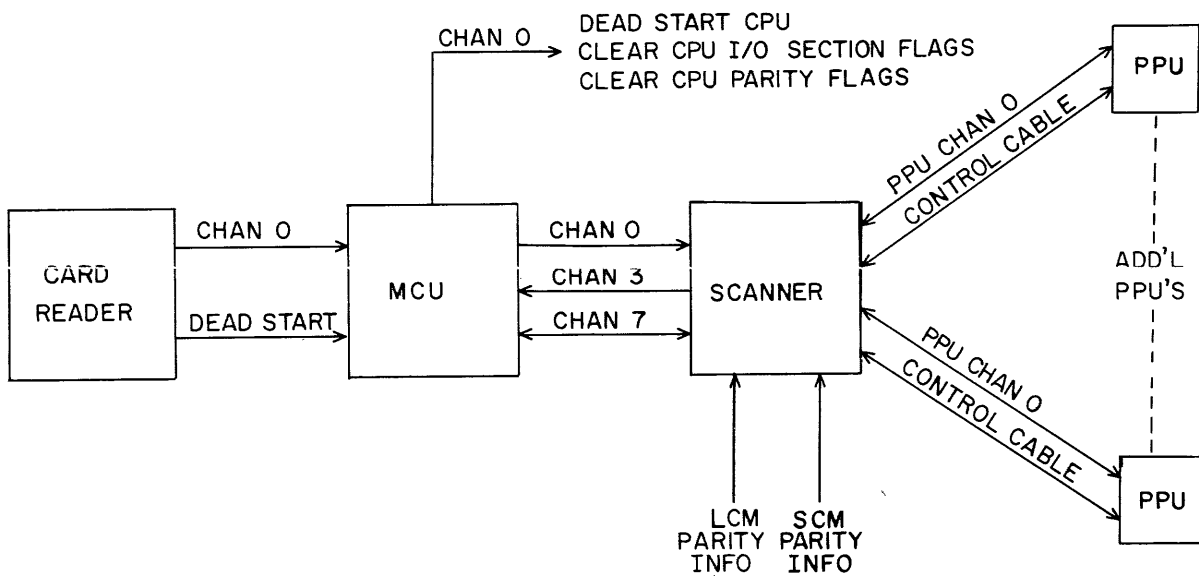 CHAN 0
DEAD START CPU
CLEAR CPU I/O SECTION FLAGS
CLEAR CPU PARITY FLAGS
PPU
PPU CHAN 0
CONTROL CABLE
CARD
READER
CHAN 0
DEAD START
MCU
CHAN 0
CHAN 3
CHAN 7
SCANNER
ADD'L
PPU'S
PPU CHAN 0
CONTROL CABLE
PPU
LCM
PARITY
INFO
SCM
PARITY
INFO